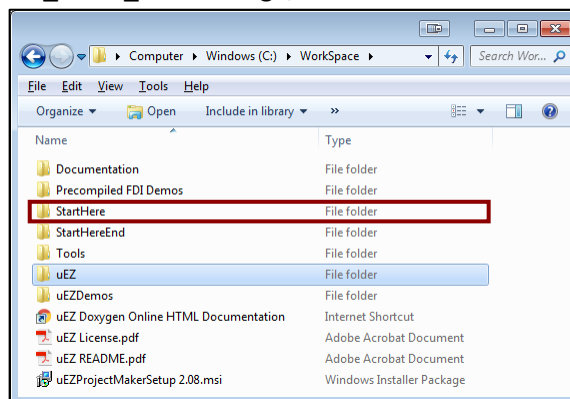 Computer Windows (C:) WorkSpace Search Wor...
File Edit View Tools Help
Organize Open Include in library »
Name Type
Documentation File folder
Precompiled FDI Demos File folder
StartHere File folder
StartHereEnd File folder
Tools File folder
uEZ File folder
uEZDemos File folder
uEZ Doxygen Online HTML Documentation Internet Shortcut
uEZ License.pdf Adobe Acrobat Document
uEZ README.pdf Adobe Acrobat Document
uEZProjectMakerSetup 2.08.msi Windows Installer Package